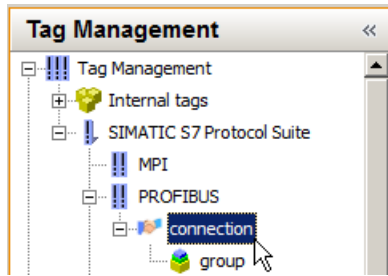 Tag Management «
Tag Management
Internal tags
SIMATIC S7 Protocol Suite
MPI
PROFIBUS
connection
group